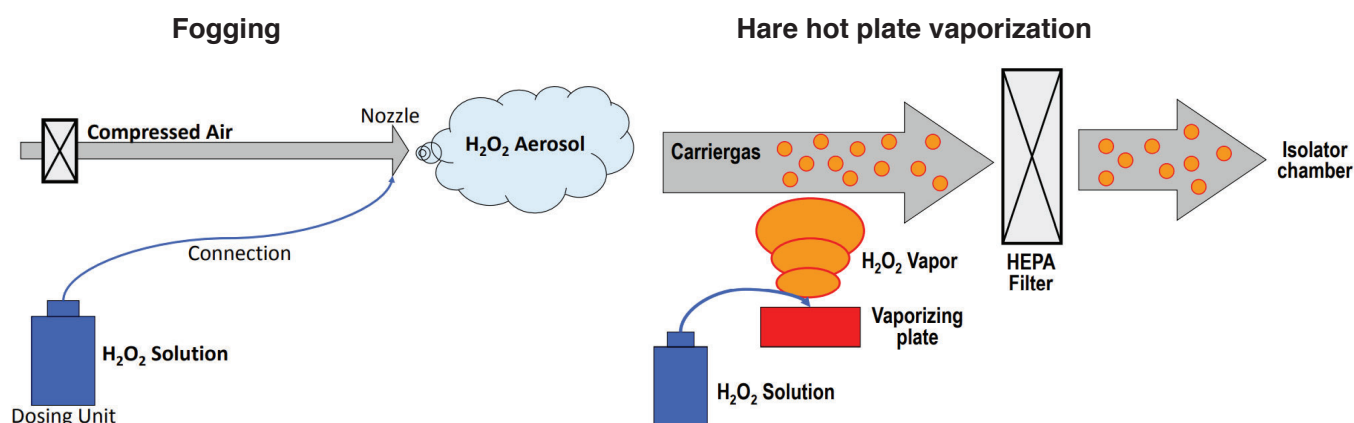 Fogging
Compressed Air
Nozzle
H₂O₂ Aerosol
Connection
H₂O₂ Solution
Dosing Unit
Hare hot plate vaporization
Carriergas
H₂O₂ Vapor
Vaporizing
plate
H₂O₂ Solution
HEPA
Filter
Isolator
chamber